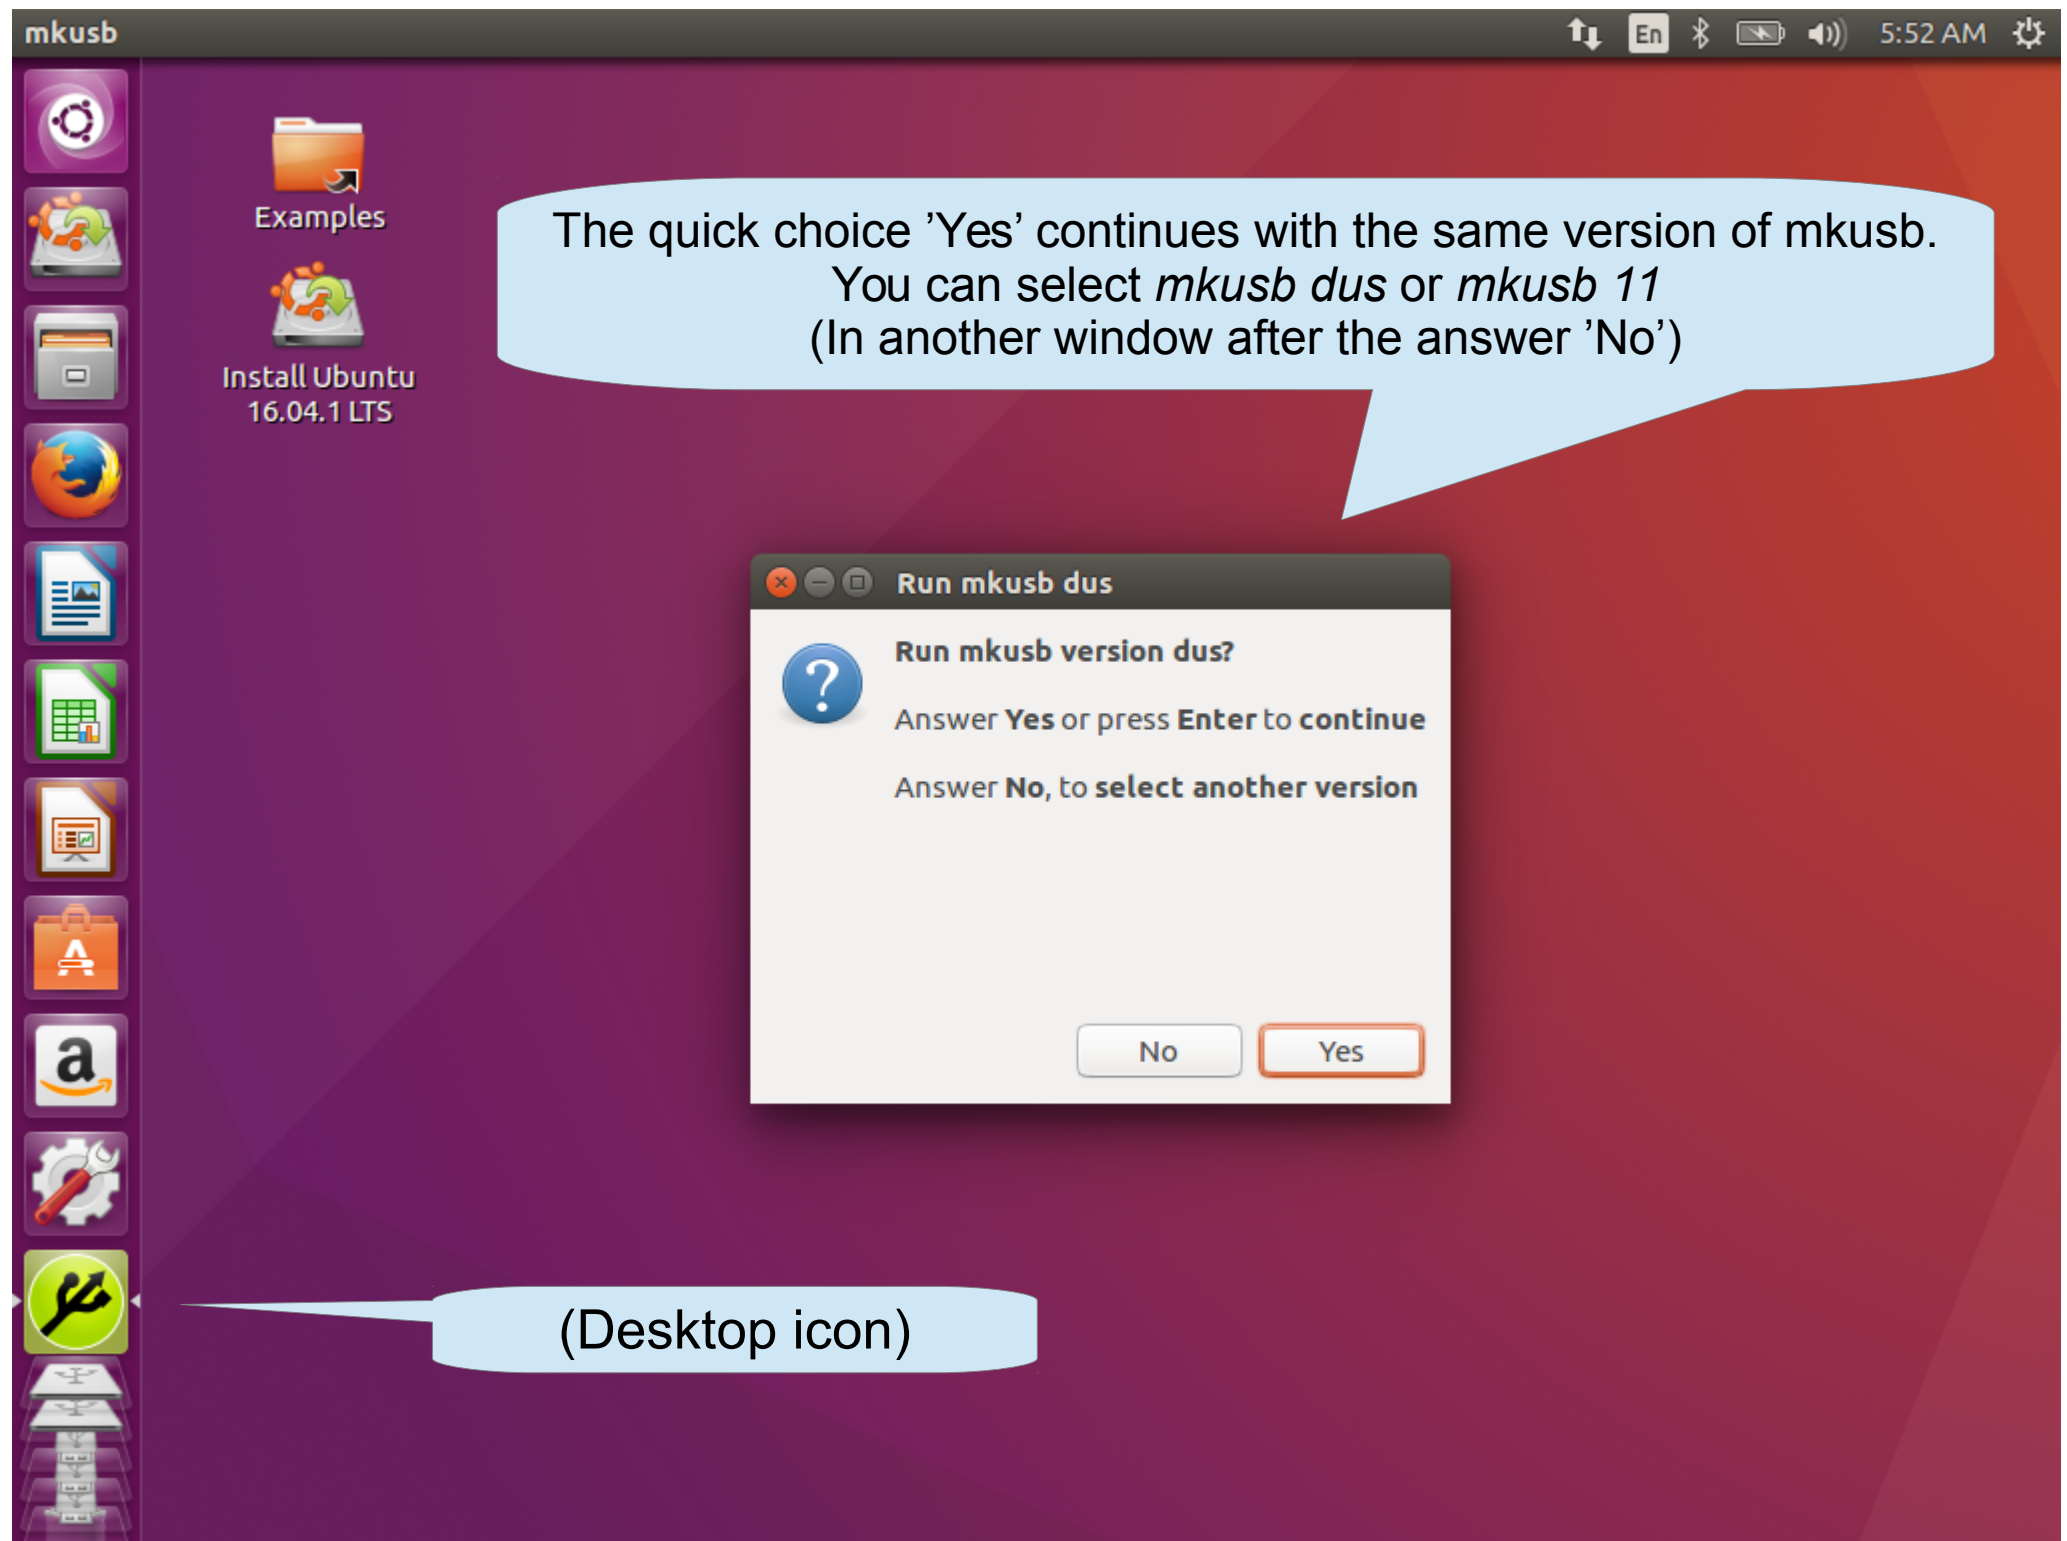 mkusb
En
5:52 AM
Examples
Install Ubuntu
16.04.1 LTS
The quick choice ’Yes’ continues with the same version of mkusb.
You can select mkusb dus or mkusb 11
(In another window after the answer ’No’)
Run mkusb dus
Run mkusb version dus?
Answer Yes or press Enter to continue
Answer No, to select another version
No
Yes
a
(Desktop icon)